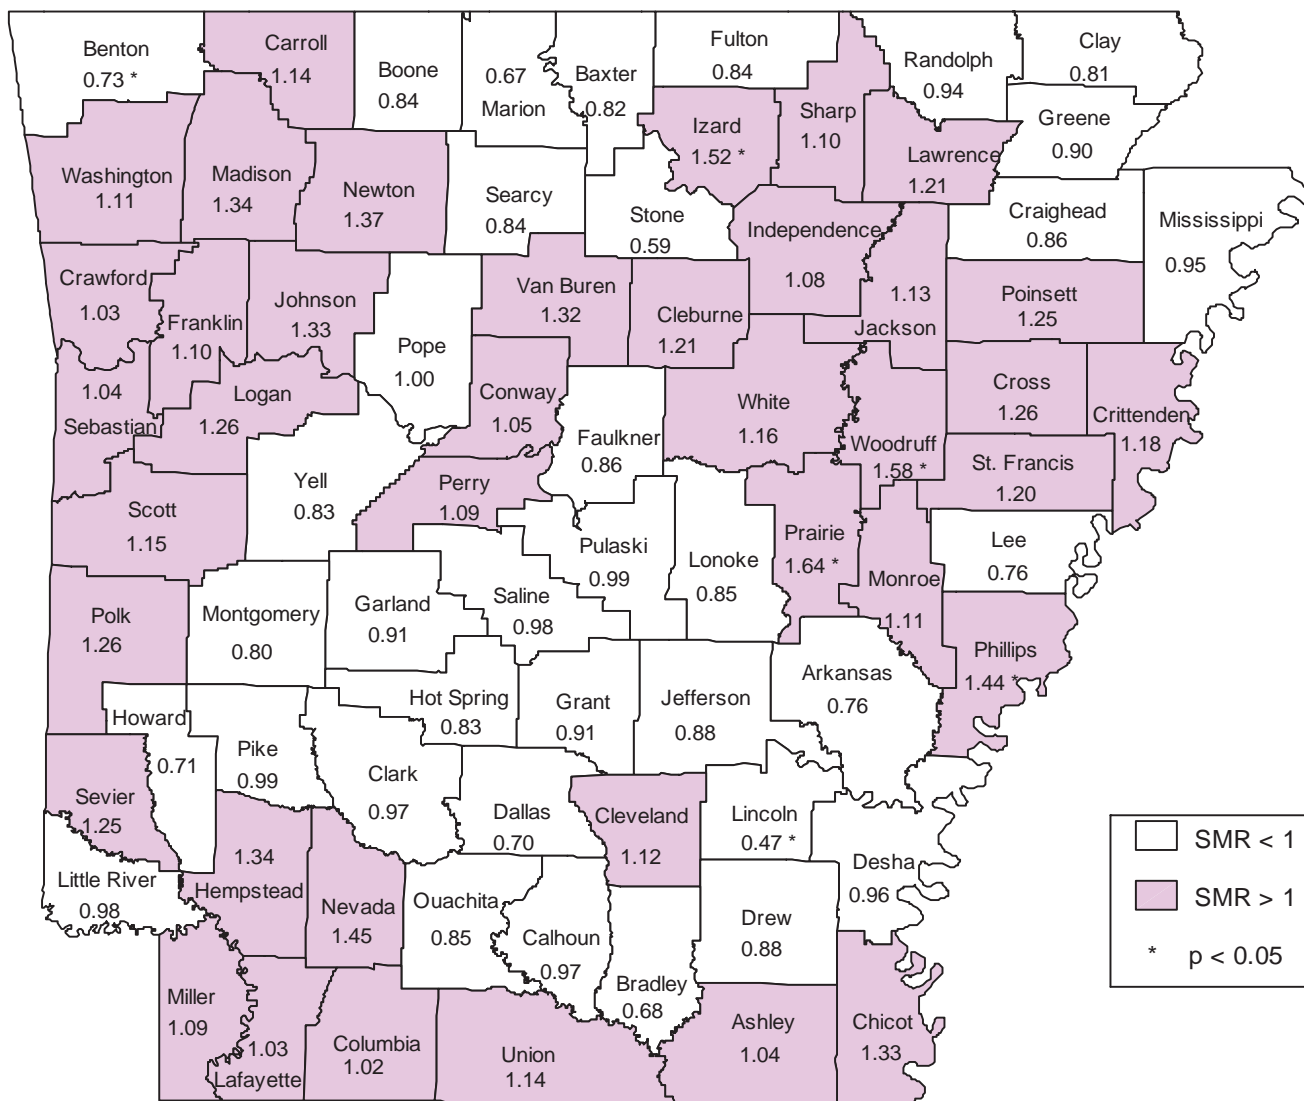 Benton
0.73 *
Carroll
1.14
Boone
0.84
0.67
Marion
Baxter
0.82
Fulton
0.84
Randolph
0.94
Clay
0.81
Sharp
1.10
Izard
1.52 *
Greene
0.90
Lawrence
1.21
Washington
1.11
Madison
1.34
Newton
1.37
Searcy
0.84
Stone
0.59
Independence
1.08
Craighead
0.86
Mississippi
0.95
Crawford
1.03
Franklin
1.10
Johnson
1.33
Pope
1.00
Van Buren
1.32
Cleburne
1.21
1.13
Jackson
Poinsett
1.25
1.04
Sebastian
Logan
1.26
Conway
1.05
Faulkner
0.86
White
1.16
Woodruff
1.58 *
Cross
1.26
Crittenden
1.18
Scott
1.15
Yell
0.83
Perry
1.09
Pulaski
0.99
Lonoke
0.85
Prairie
1.64 *
St. Francis
1.20
Lee
0.76
Monroe
1.11
Polk
1.26
Montgomery
0.80
Garland
0.91
Saline
0.98
Phillips
1.44 *
Howard
0.71
Pike
0.99
Hot Spring
0.83
Grant
0.91
Jefferson
0.88
Arkansas
0.76
Clark
0.97
Sevier
1.25
Dallas
0.70
Cleveland
1.12
Lincoln
0.47 *
Desha
0.96
Little River
0.98
1.34
Hempstead
Nevada
1.45
Ouachita
0.85
Calhoun
0.97
Bradley
0.68
Drew
0.88
Miller
1.09
1.03
Lafayette
Columbia
1.02
Union
1.14
Ashley
1.04
Chicot
1.33
SMR < 1
SMR > 1
* p < 0.05